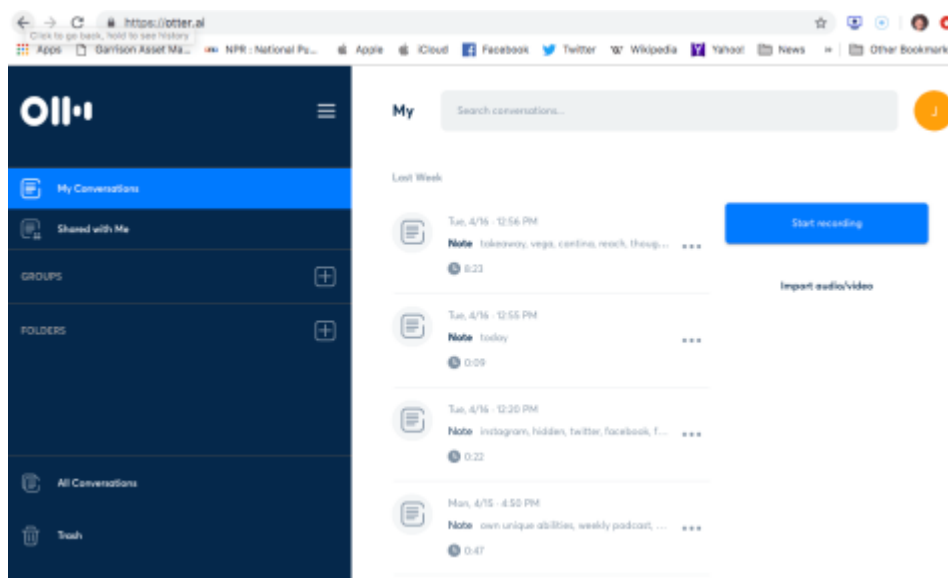 https://otter.ai
Click to go back, hold to see history
Apps Garrison Asset Ma... NPR : National Pu... Apple iCloud Facebook Twitter Wikipedia Yahoo! News » Other Bookmark
My Search conversations... J
My Conversations
Shared with Me
GROUPS
FOLDERS
All Conversations
Trash
Last Week
Tue, 4/16 · 12:56 PM
Note takeaway, vega, cantina, reach, thoug... •••
8:23
Tue, 4/16 · 12:55 PM
Note today •••
0:09
Tue, 4/16 · 12:20 PM
Note instagram, hidden, twitter, facebook, f... •••
0:22
Mon, 4/15 · 4:50 PM
Note own unique abilities, weekly podcast, ... •••
0:47
Start recording
Import audio/video